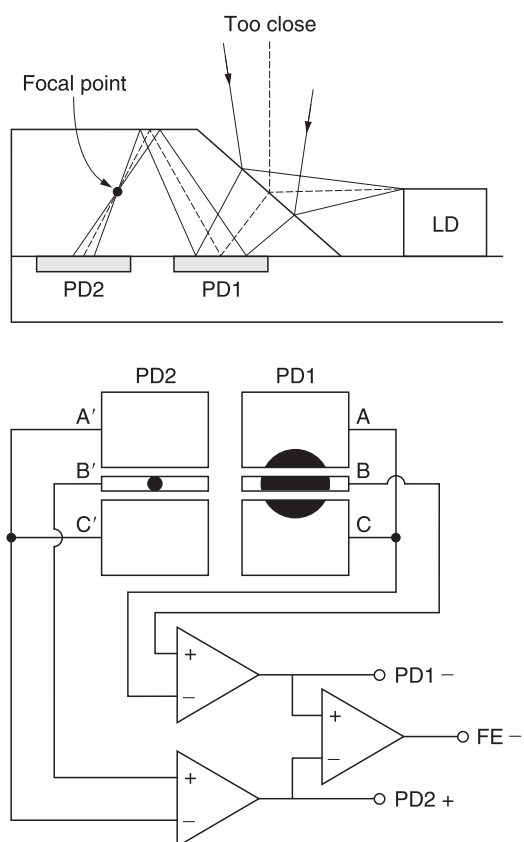 Too close
Focal point
LD
PD2
PD1
PD2
PD1
A′
A
B′
B
C′
C
+
−
PD1 −
+
−
FE −
+
−
PD2 +